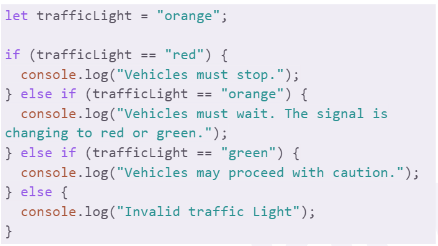 let trafficLight = "orange";

if (trafficLight == "red") {
  console.log("Vehicles must stop.");
} else if (trafficLight == "orange") {
  console.log("Vehicles must wait. The signal is
changing to red or green.");
} else if (trafficLight == "green") {
  console.log("Vehicles may proceed with caution.");
} else {
  console.log("Invalid traffic Light");
}